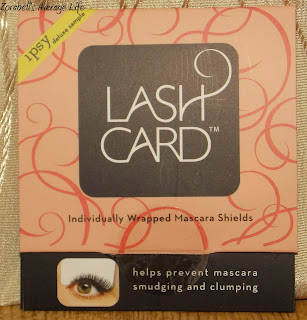 Zorabell's Average Life
ipsy
deluxe sample
LASH
CARD™
Individually Wrapped Mascara Shields
helps prevent mascara
smudging and clumping